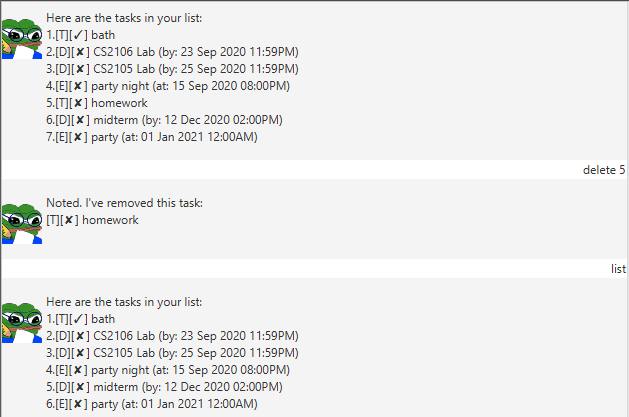 Here are the tasks in your list:
1.[T][✓] bath
2.[D][✘] CS2106 Lab (by: 23 Sep 2020 11:59PM)
3.[D][✘] CS2105 Lab (by: 25 Sep 2020 11:59PM)
4.[E][✘] party night (at: 15 Sep 2020 08:00PM)
5.[T][✘] homework
6.[D][✘] midterm (by: 12 Dec 2020 02:00PM)
7.[E][✘] party (at: 01 Jan 2021 12:00AM)
delete 5
Noted. I've removed this task:
[T][✘] homework
list
Here are the tasks in your list:
1.[T][✓] bath
2.[D][✘] CS2106 Lab (by: 23 Sep 2020 11:59PM)
3.[D][✘] CS2105 Lab (by: 25 Sep 2020 11:59PM)
4.[E][✘] party night (at: 15 Sep 2020 08:00PM)
5.[D][✘] midterm (by: 12 Dec 2020 02:00PM)
6.[E][✘] party (at: 01 Jan 2021 12:00AM)